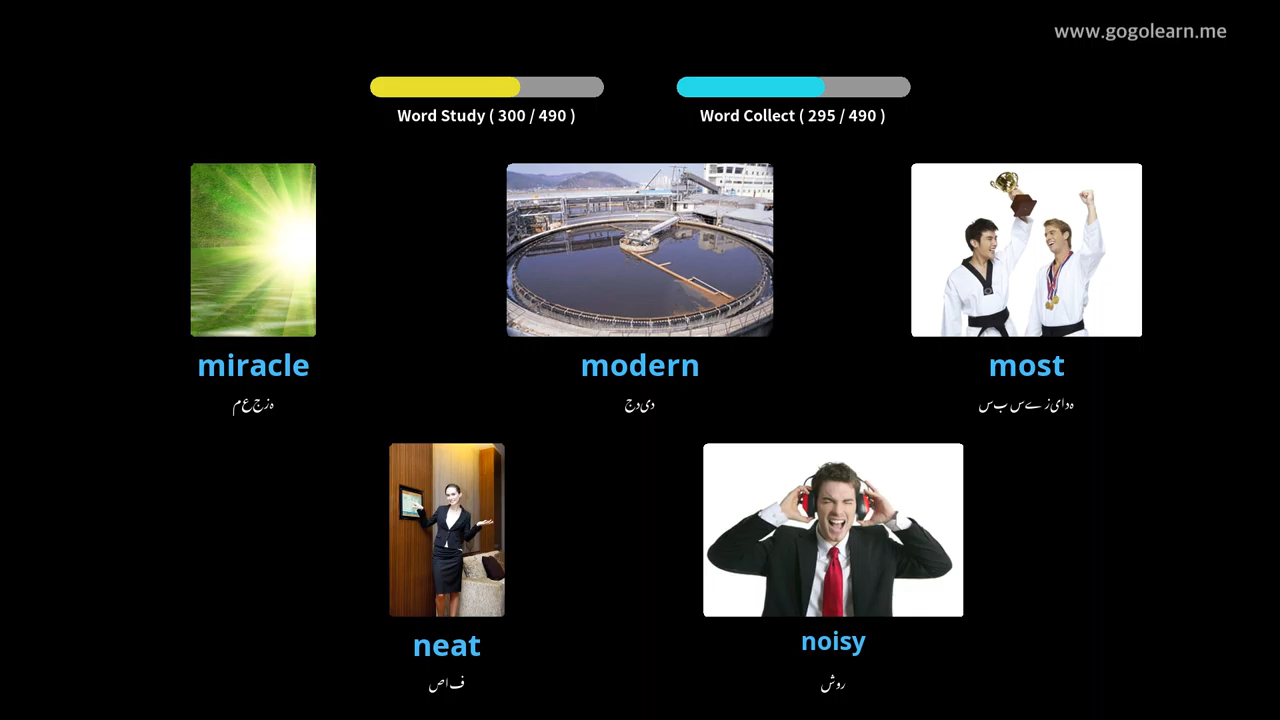 www.gogolearn.me
Word Study ( 300 / 490 )
Word Collect ( 295 / 490 )
miracle
ہزجعم
modern
دیدج
most
ہدایز ےس بس
neat
فاص
noisy
روش